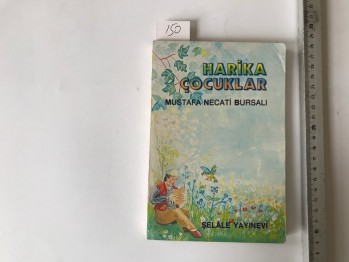 150
HARİKA
ÇOCUKLAR
MUSTAFA NECATİ BURSALI
ŞELALE YAYINEVİ